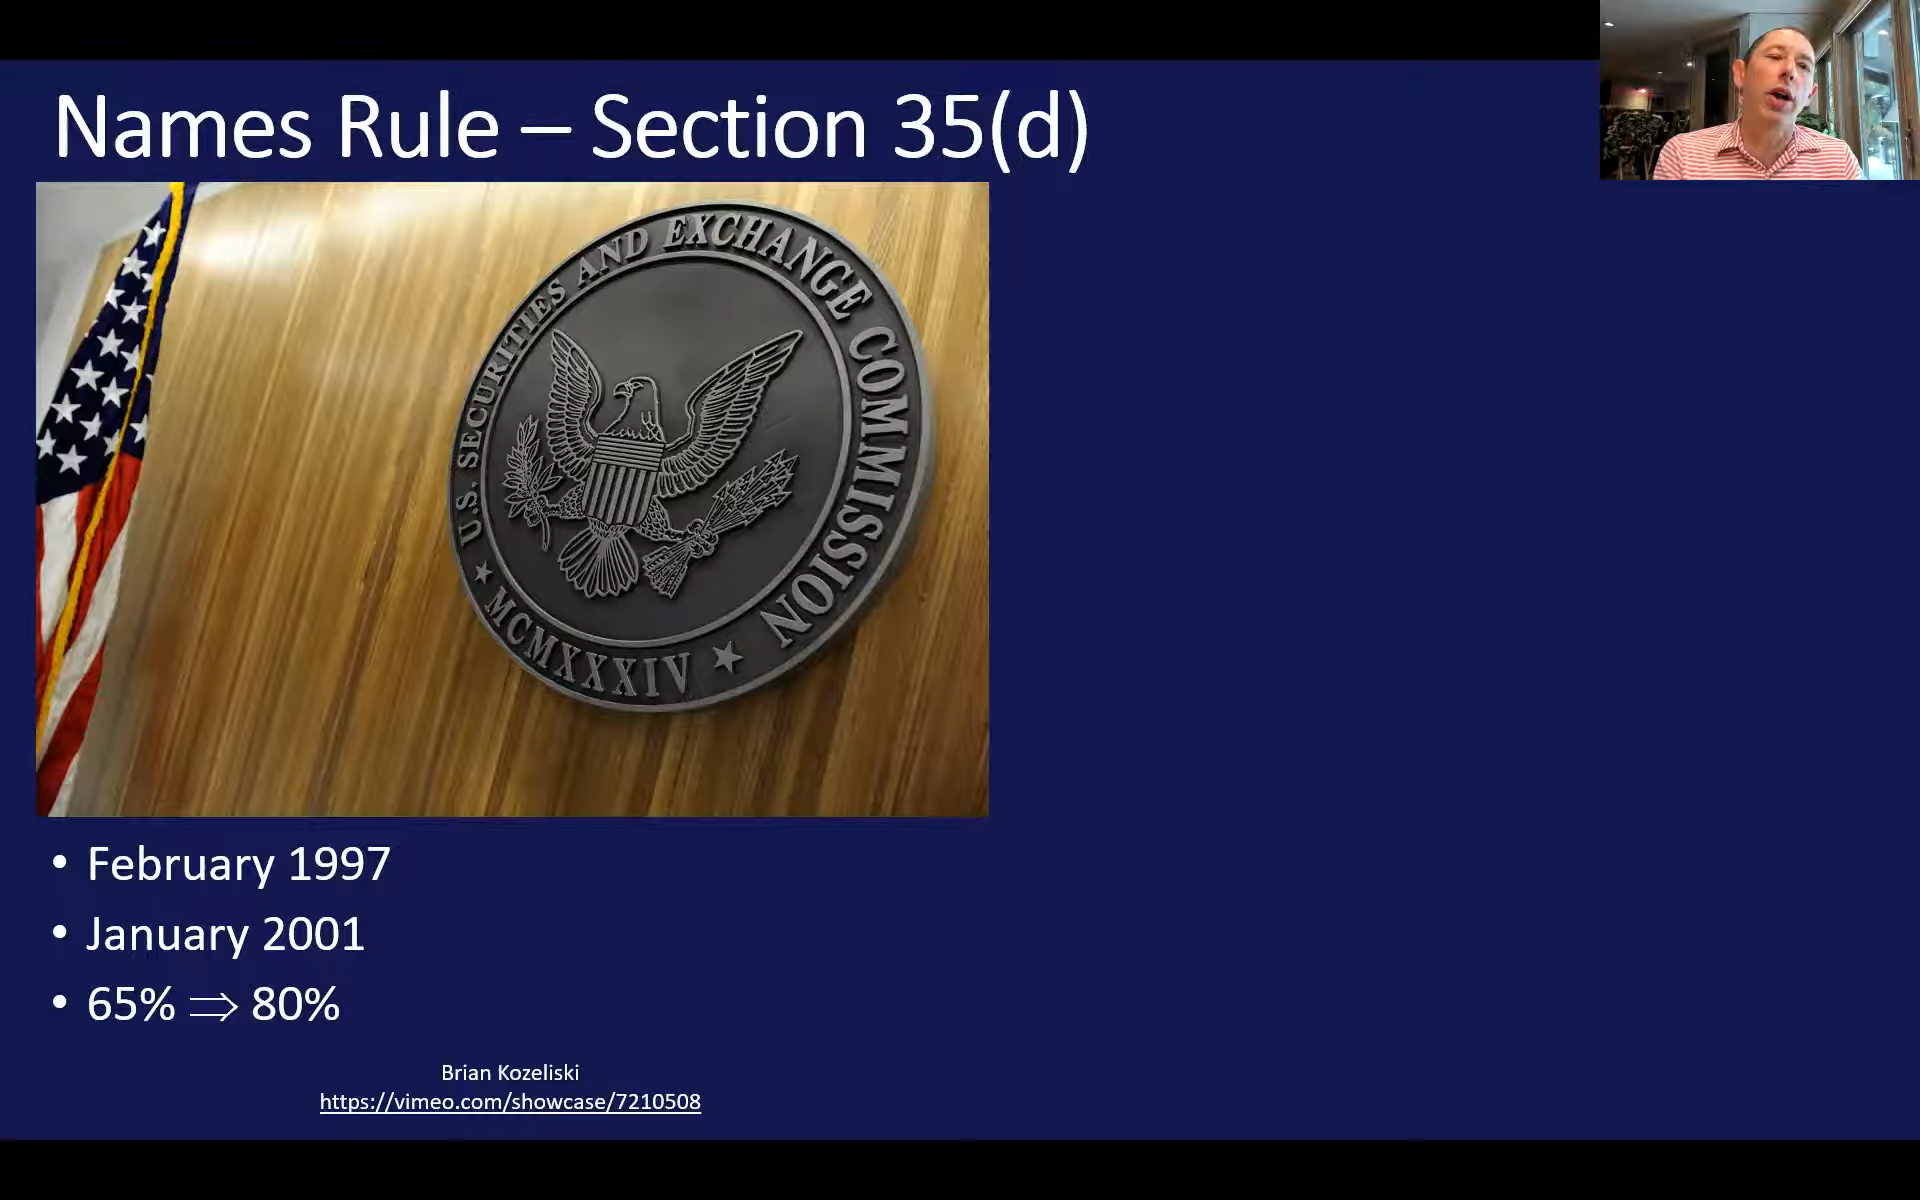 Names Rule – Section 35(d)
U.S. SECURITIES AND EXCHANGE COMMISSION
★ MCMXXXIV ★
• February 1997
• January 2001
• 65% ⇒ 80%
Brian Kozeliski
https://vimeo.com/showcase/7210508